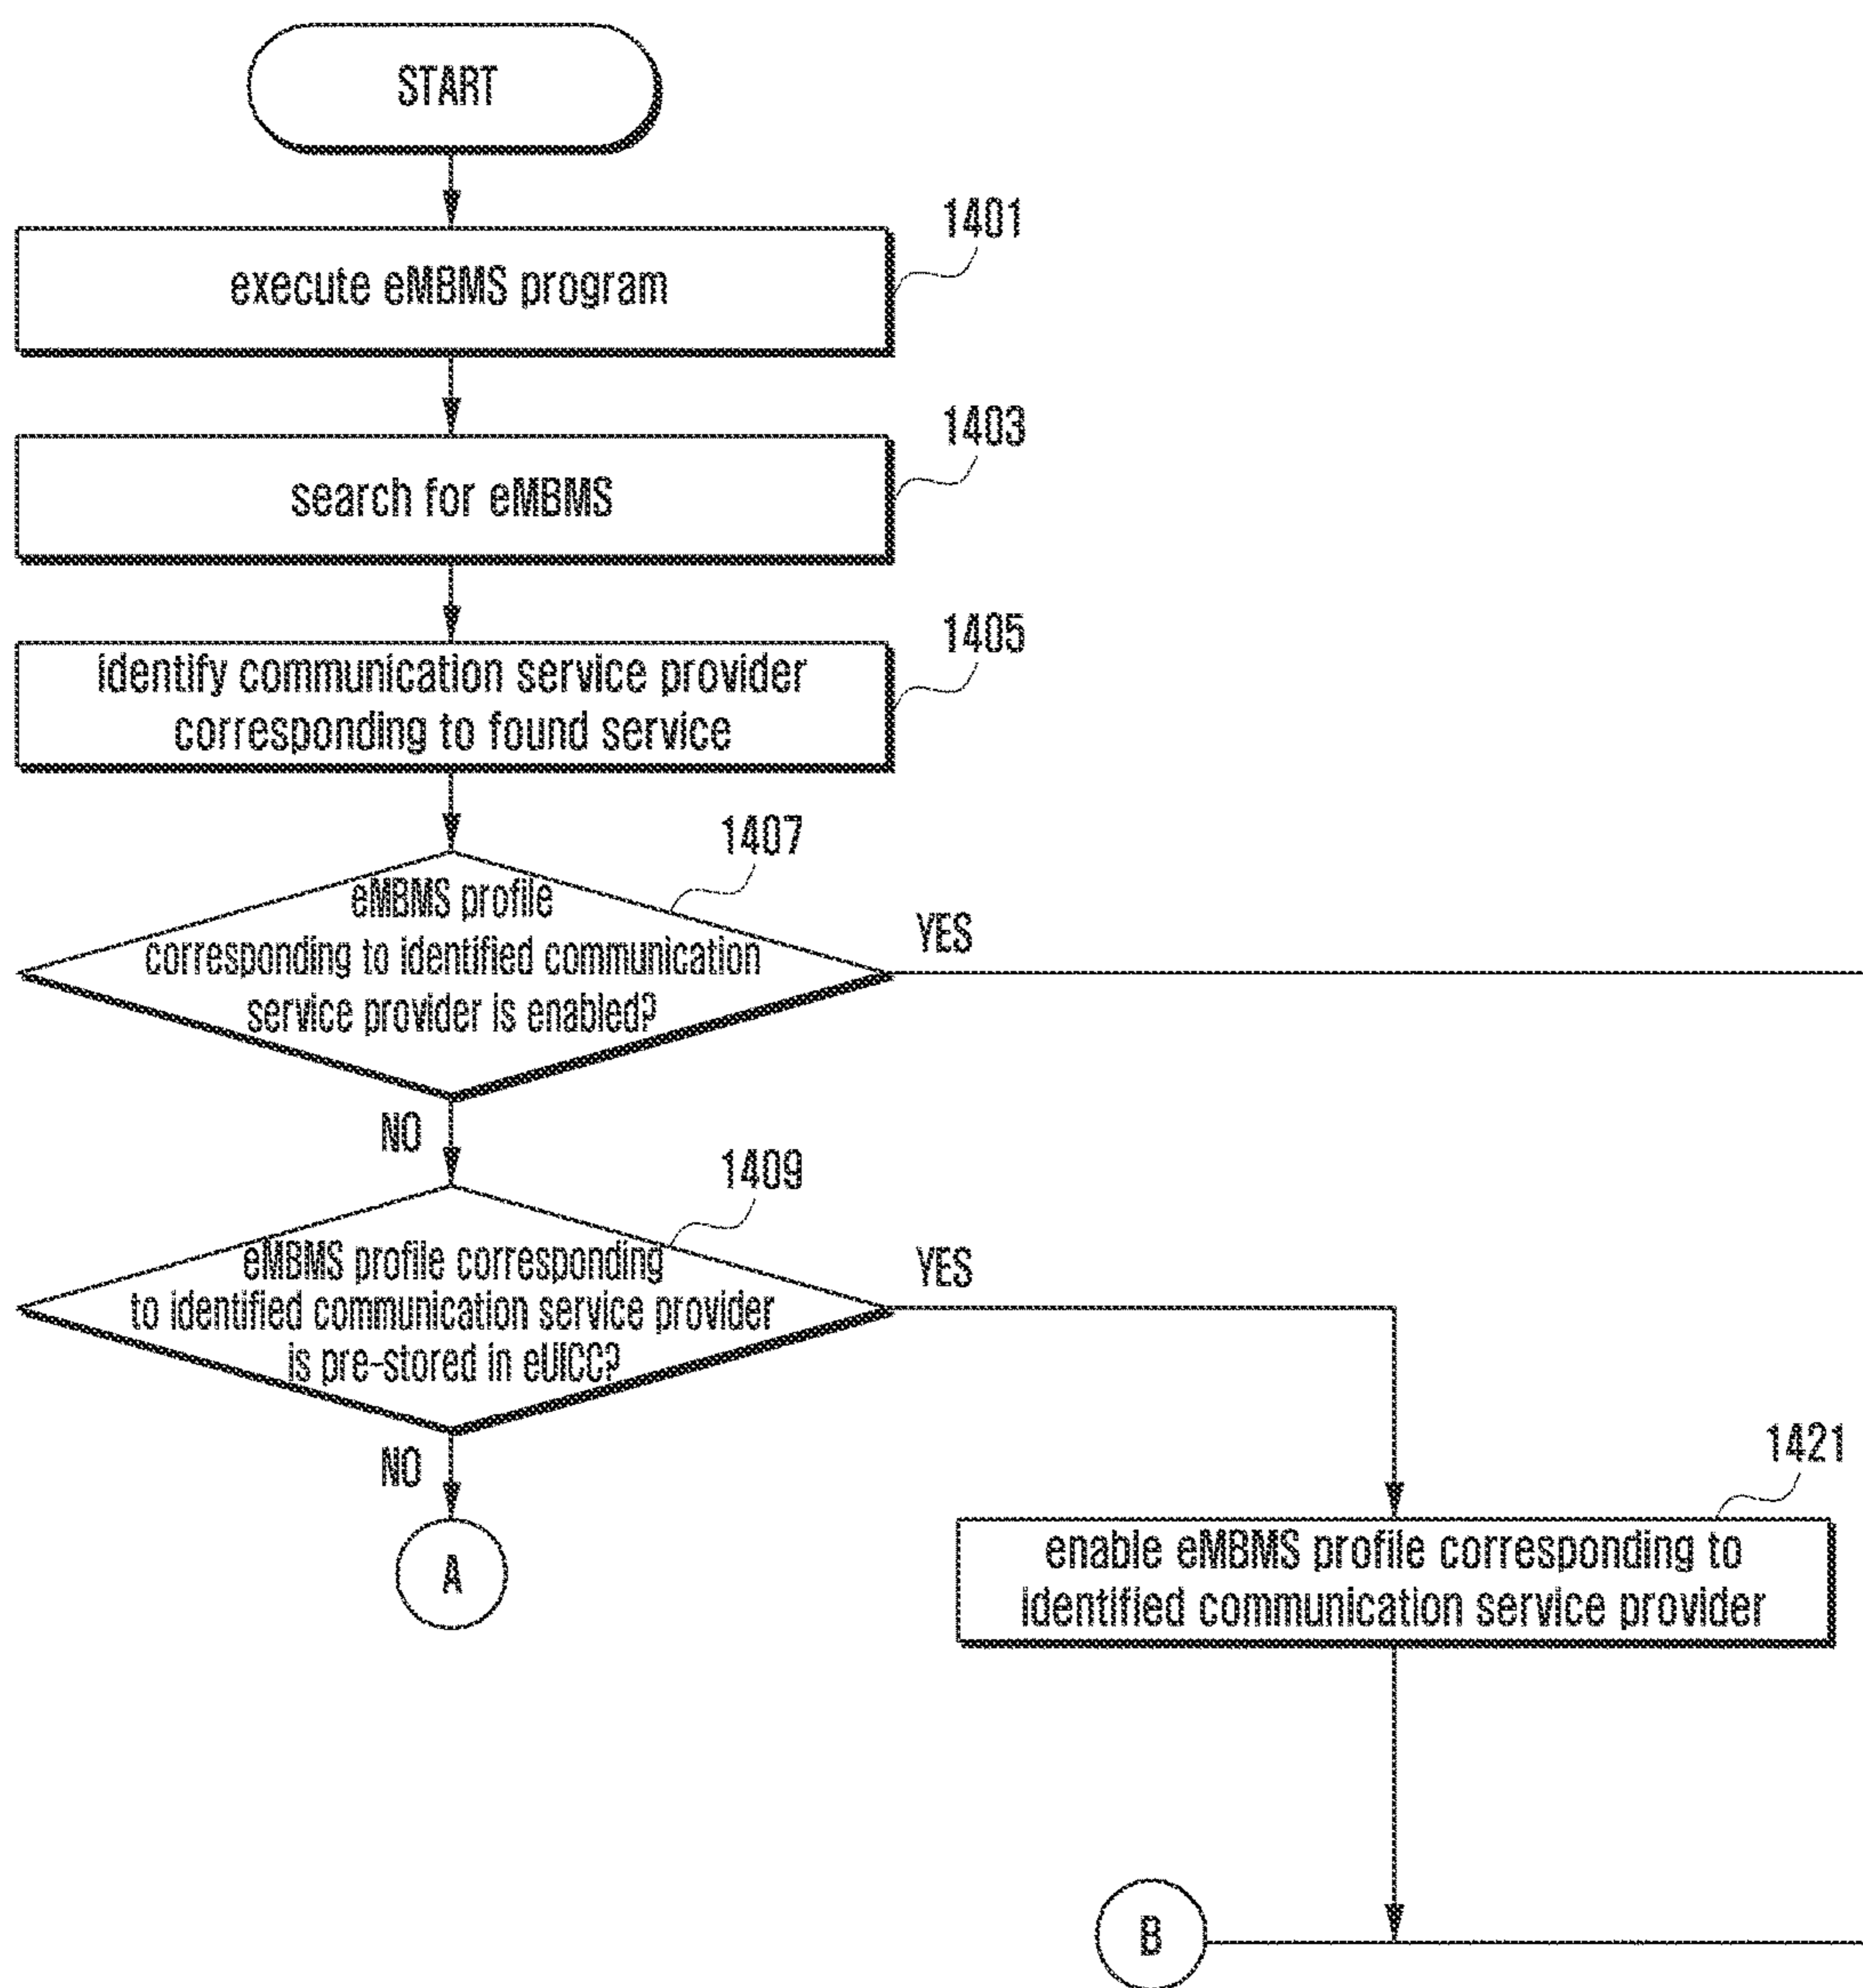 START
1401
execute eMBMS program
1403
search for eMBMS
1405
identify communication service provider
corresponding to found service
1407
eMBMS profile
corresponding to identified communication
service provider is enabled?
YES
NO
1409
eMBMS profile corresponding
to identified communication service provider
is pre-stored in eUICC?
YES
NO
A
1421
enable eMBMS profile corresponding to
identified communication service provider
B